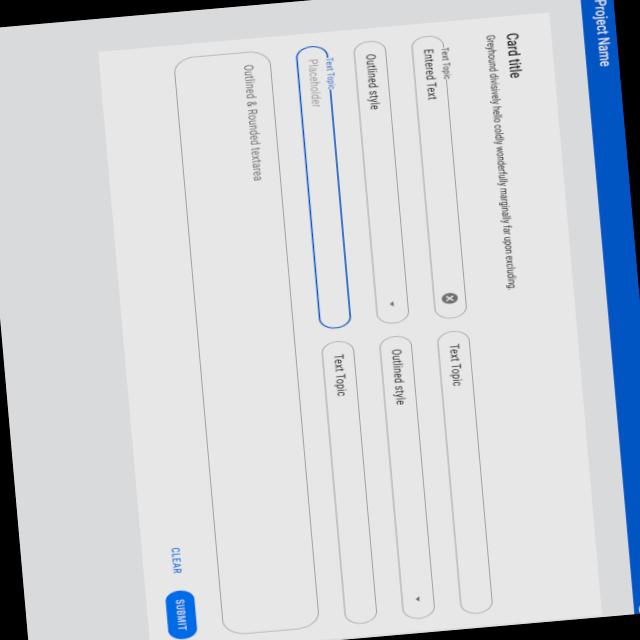 Project Name
Card title
Greyhound divisively hello coldly wonderfully marginally far upon excluding.
Text Topic
Entered Text
Text Topic
Outlined style
Outlined style
Text Topic
Placeholder
Text Topic
Outlined & Rounded textarea
CLEAR
SUBMIT